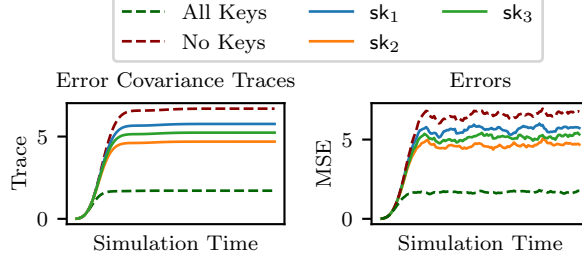 All Keys sk₁ sk₃
No Keys sk₂
Error Covariance Traces
Errors
Trace
5
0
Simulation Time
MSE
5
0
Simulation Time